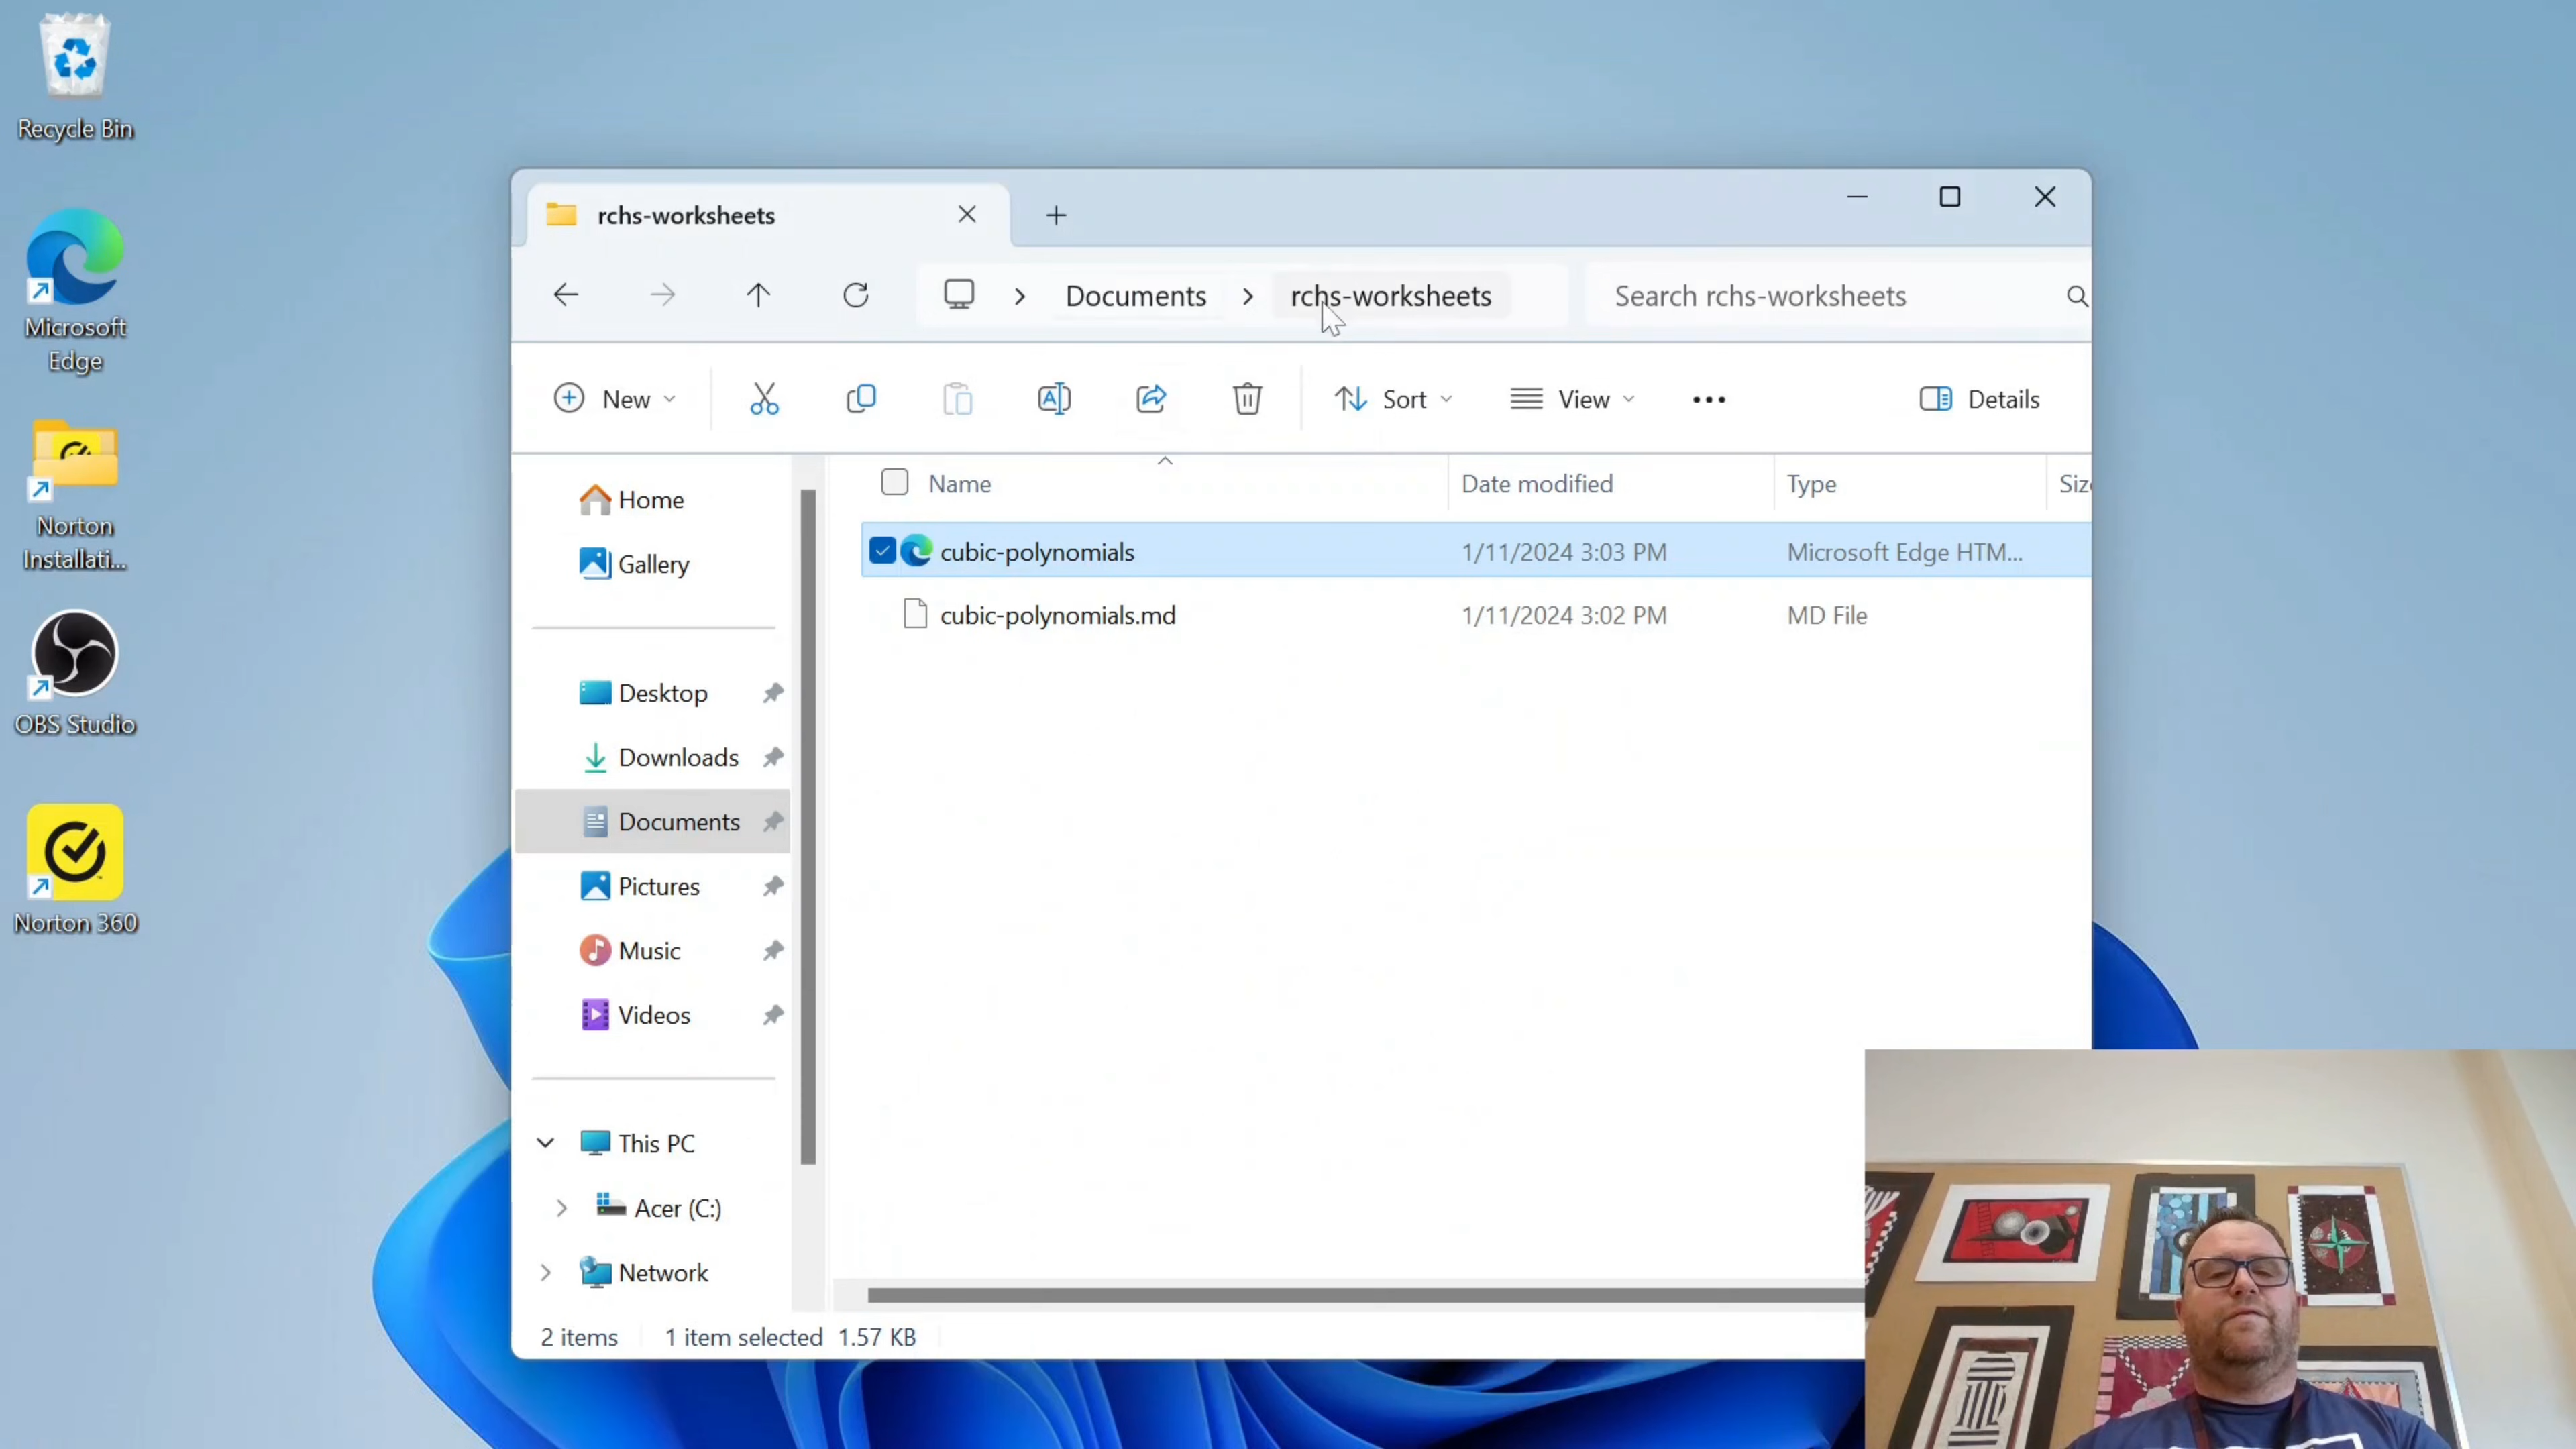 Recycle Bin
Microsoft
Edge
Norton
Installati...
OBS Studio
Norton 360
rchs-worksheets
Documents
rchs-worksheets
Search rchs-worksheets
New
Sort
View
Details
Name
Date modified
Type
Siz
cubic-polynomials
1/11/2024 3:03 PM
Microsoft Edge HTM...
cubic-polynomials.md
1/11/2024 3:02 PM
MD File
Home
Gallery
Desktop
Downloads
Documents
Pictures
Music
Videos
This PC
Acer (C:)
Network
2 items
1 item selected 1.57 KB